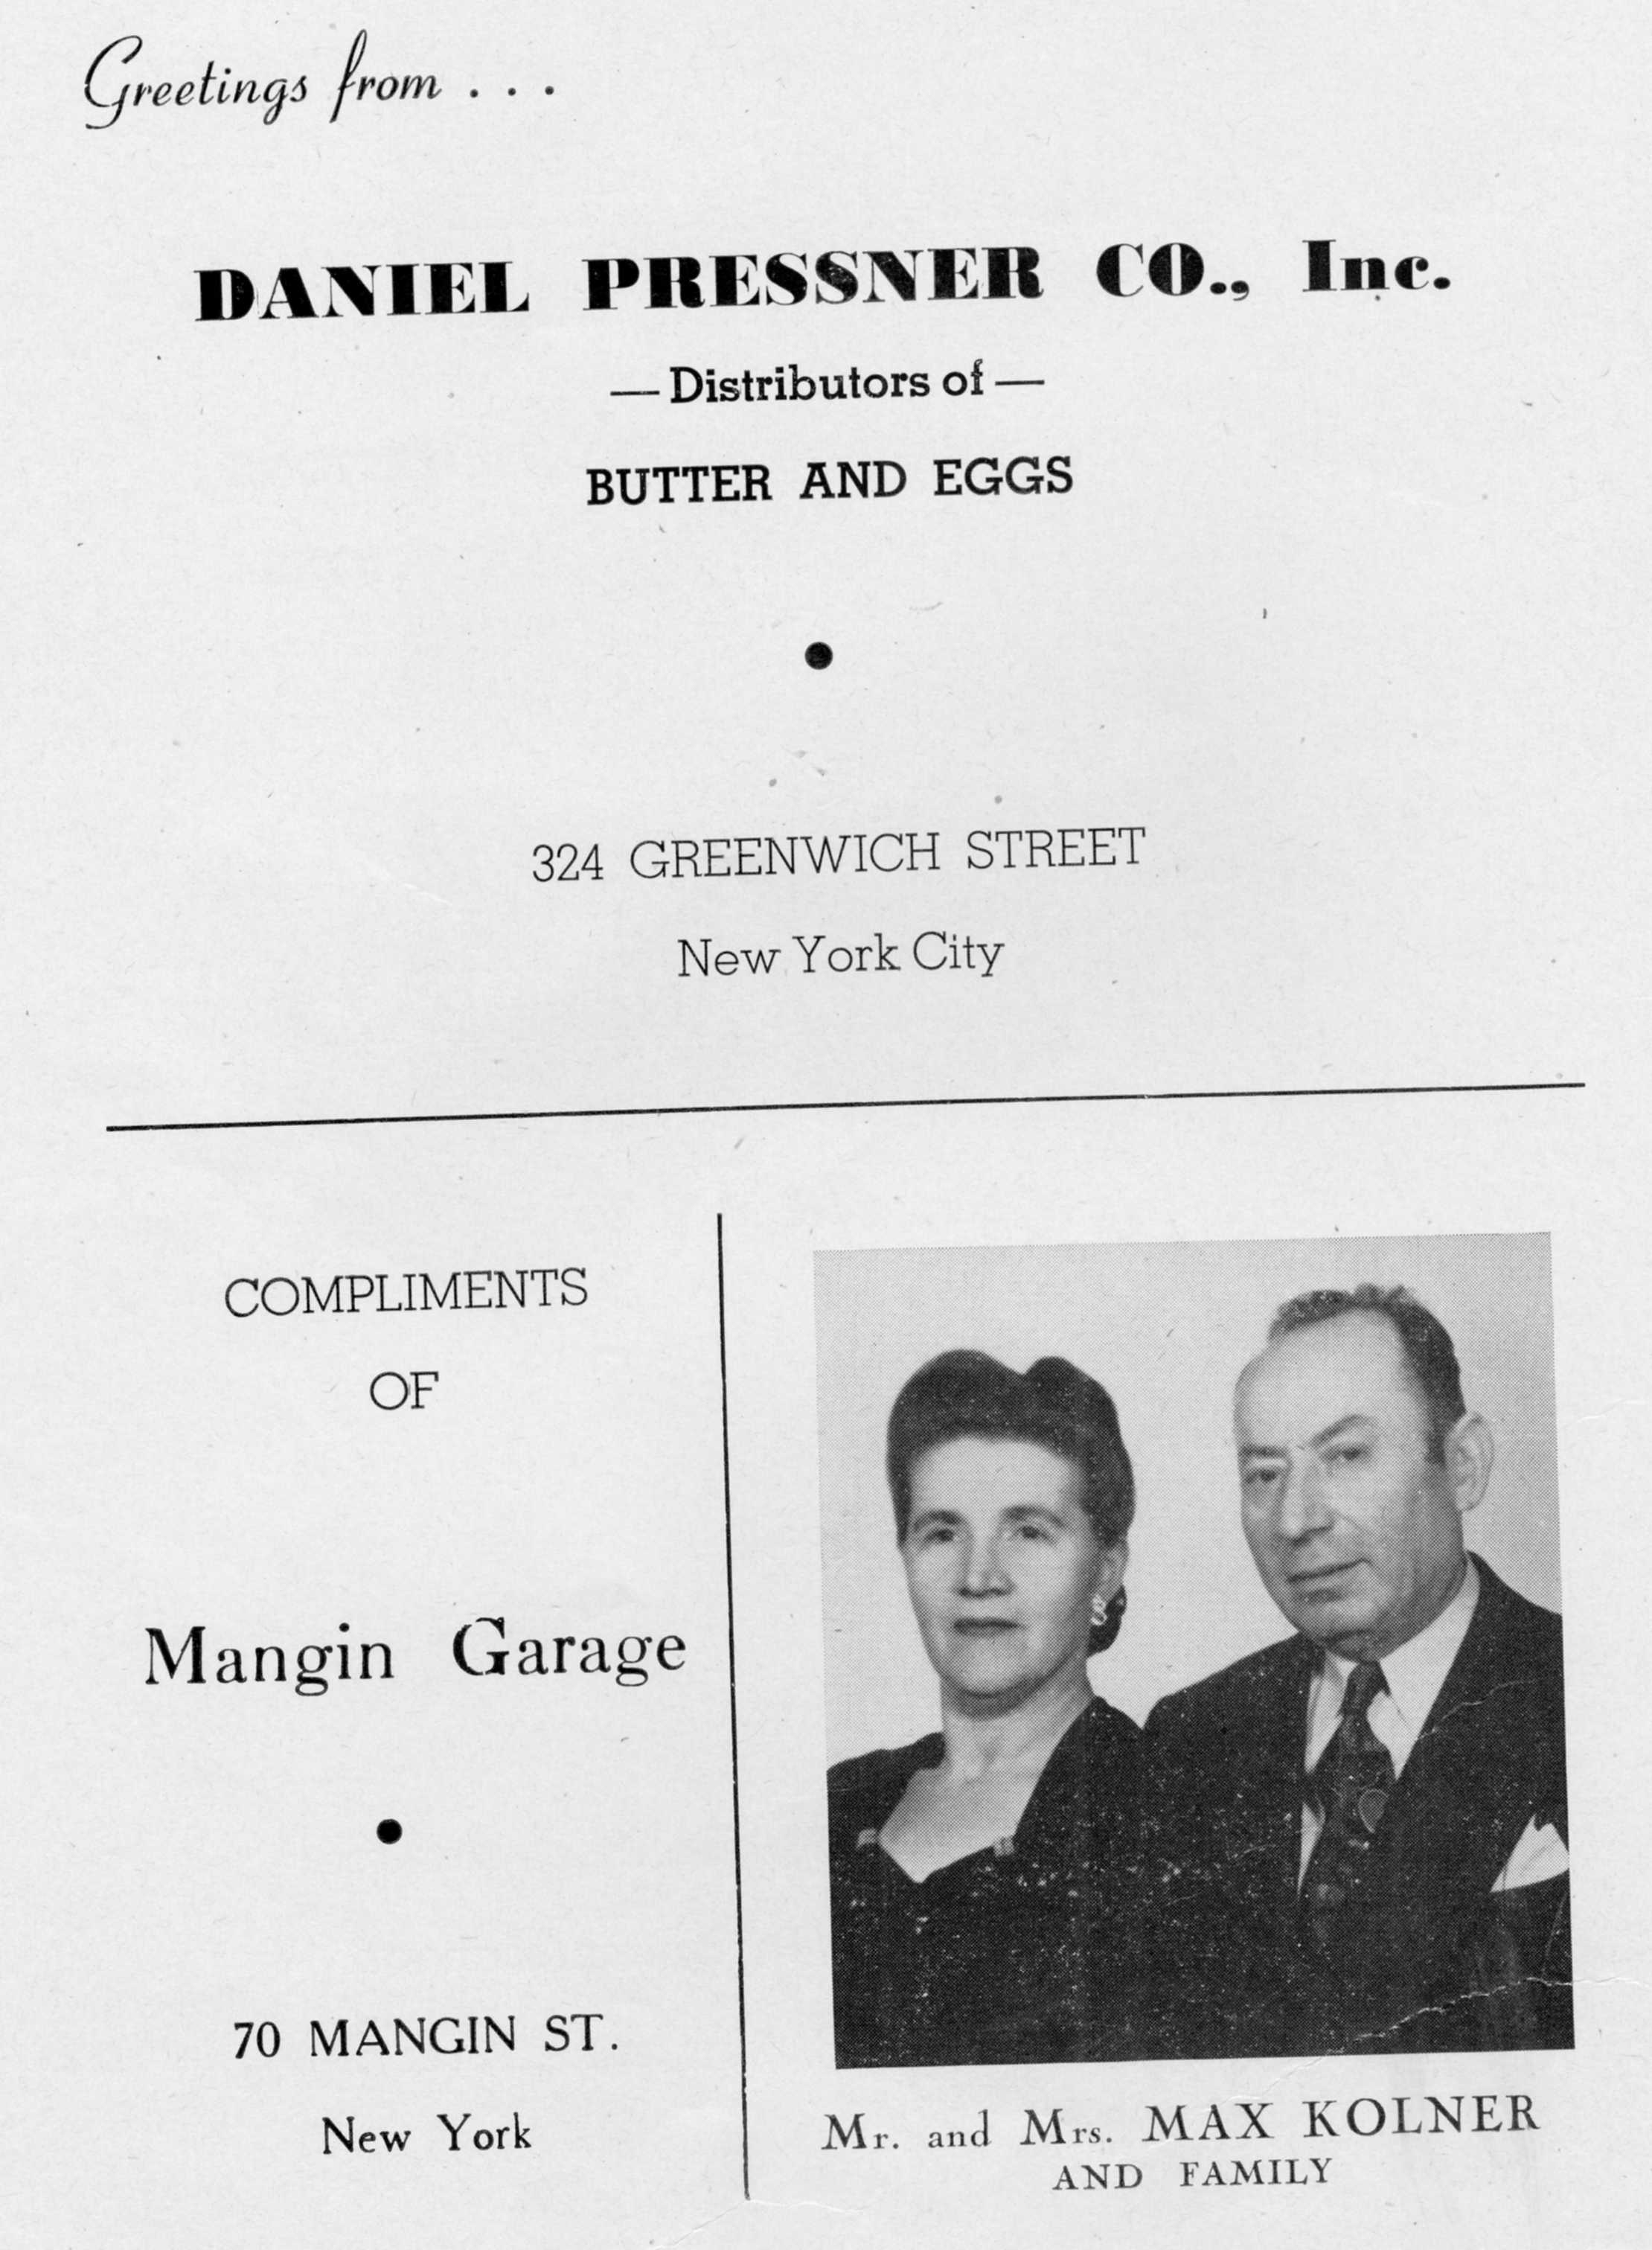 Greetings from . . .
DANIEL PRESSNER CO., Inc.
— Distributors of —
BUTTER AND EGGS
324 GREENWICH STREET
New York City
COMPLIMENTS
OF
Mangin Garage
70 MANGIN ST.
New York
Mr. and Mrs. MAX KOLNER
AND FAMILY